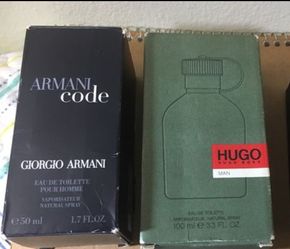 ARMANI
code
GIORGIO ARMANI
EAU DE TOILETTE
POUR HOMME
VAPORISATEUR
NATURAL SPRAY
e 50 ml 1.7 FL.OZ
HUGO
HUGO BOSS
MAN
EAU DE TOILETTE
VAPORISATEUR NATURAL SPRAY
100 ml e 3.3 FL. OZ.